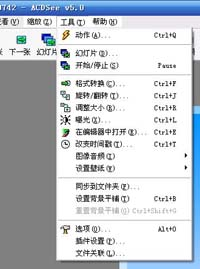 0742 - ACDSee v5.0
看(V) 缩放(Z) 工具(T) 帮助(H)
下一张 幻灯片
动作(A)... Ctrl+Q
幻灯片(S)...
开始/停止(S) Pause
格式转换(C)... Ctrl+F
旋转/翻转(T)... Ctrl+J
调整大小(R)... Ctrl+R
曝光(X)... Ctrl+L
在编辑器中打开(E)... Ctrl+E
改变时间戳(T)... Ctrl+T
图像音频(I)
设置壁纸(Y)
同步到文件夹(Z)...
设置背景平铺(B) Ctrl+G
重置背景平铺(O) Ctrl+Shift+G
选项(O)... Alt+O
插件设置(P)...
文件关联(L)...